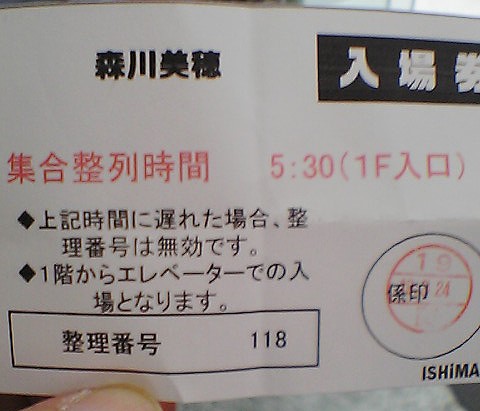 森川美穂
入場券
集合整列時間 5:30(1F入口)
◆上記時間に遅れた場合、整
理番号は無効です。
◆1階からエレベーターでの入
場となります。
係印
整理番号 118
ISHiMA